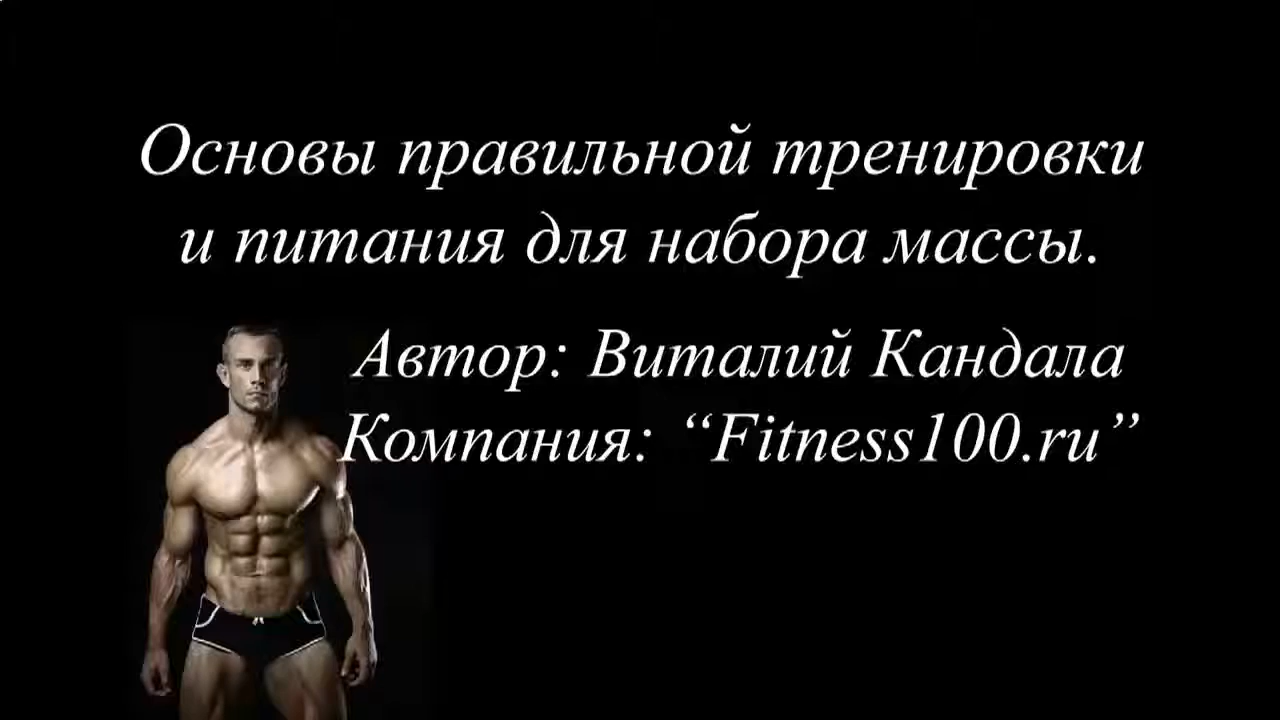 Основы правильной тренировки
и питания для набора массы.
Автор: Виталий Кандала
Компания: “Fitness100.ru”